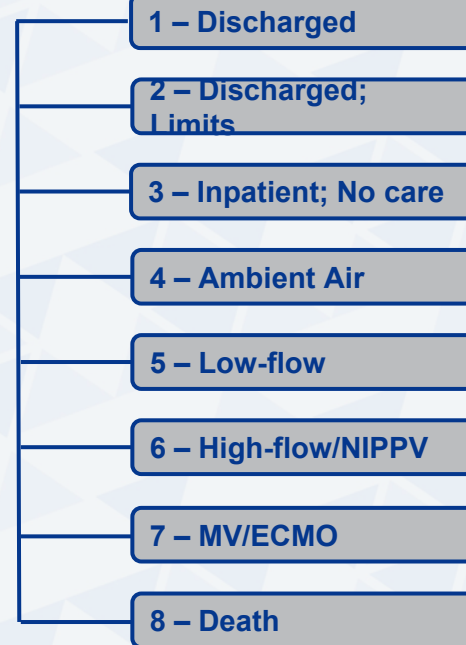 1 – Discharged
2 – Discharged;
Limits
3 – Inpatient; No care
4 – Ambient Air
5 – Low-flow
6 – High-flow/NIPPV
7 – MV/ECMO
8 – Death